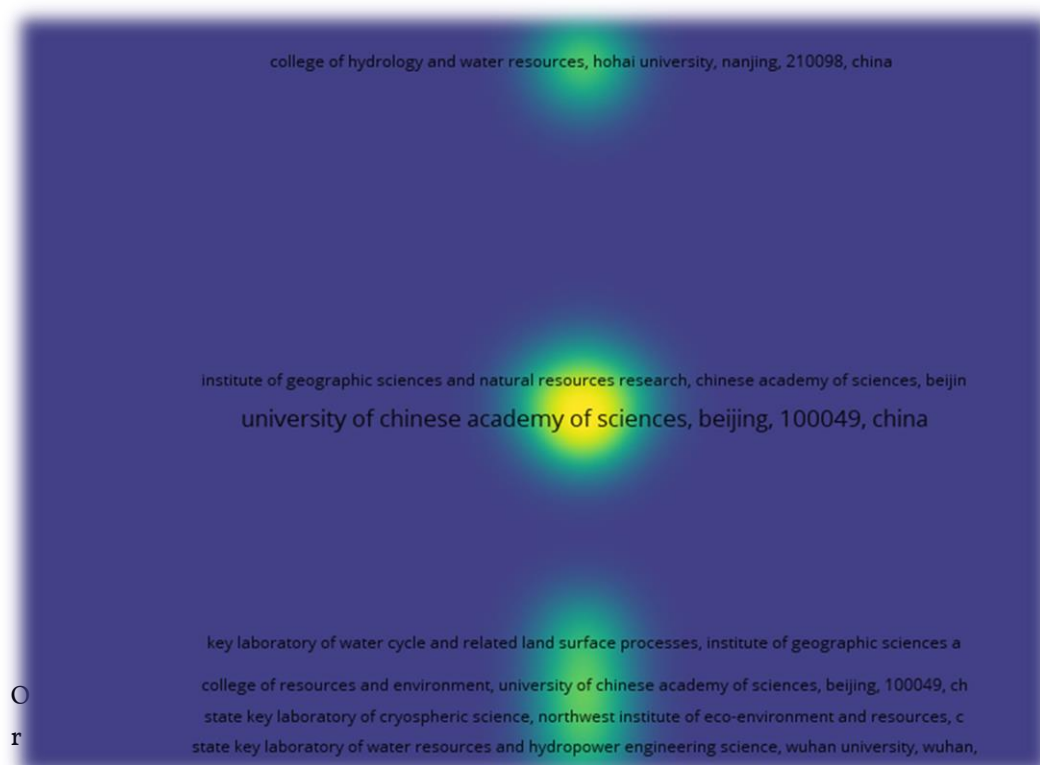 college of hydrology and water resources, hohai university, nanjing, 210098, china
institute of geographic sciences and natural resources research, chinese academy of sciences, beijin
university of chinese academy of sciences, beijing, 100049, china
key laboratory of water cycle and related land surface processes, institute of geographic sciences a
college of resources and environment, university of chinese academy of sciences, beijing, 100049, ch
O
state key laboratory of cryospheric science, northwest institute of eco-environment and resources, c
r
state key laboratory of water resources and hydropower engineering science, wuhan university, wuhan,